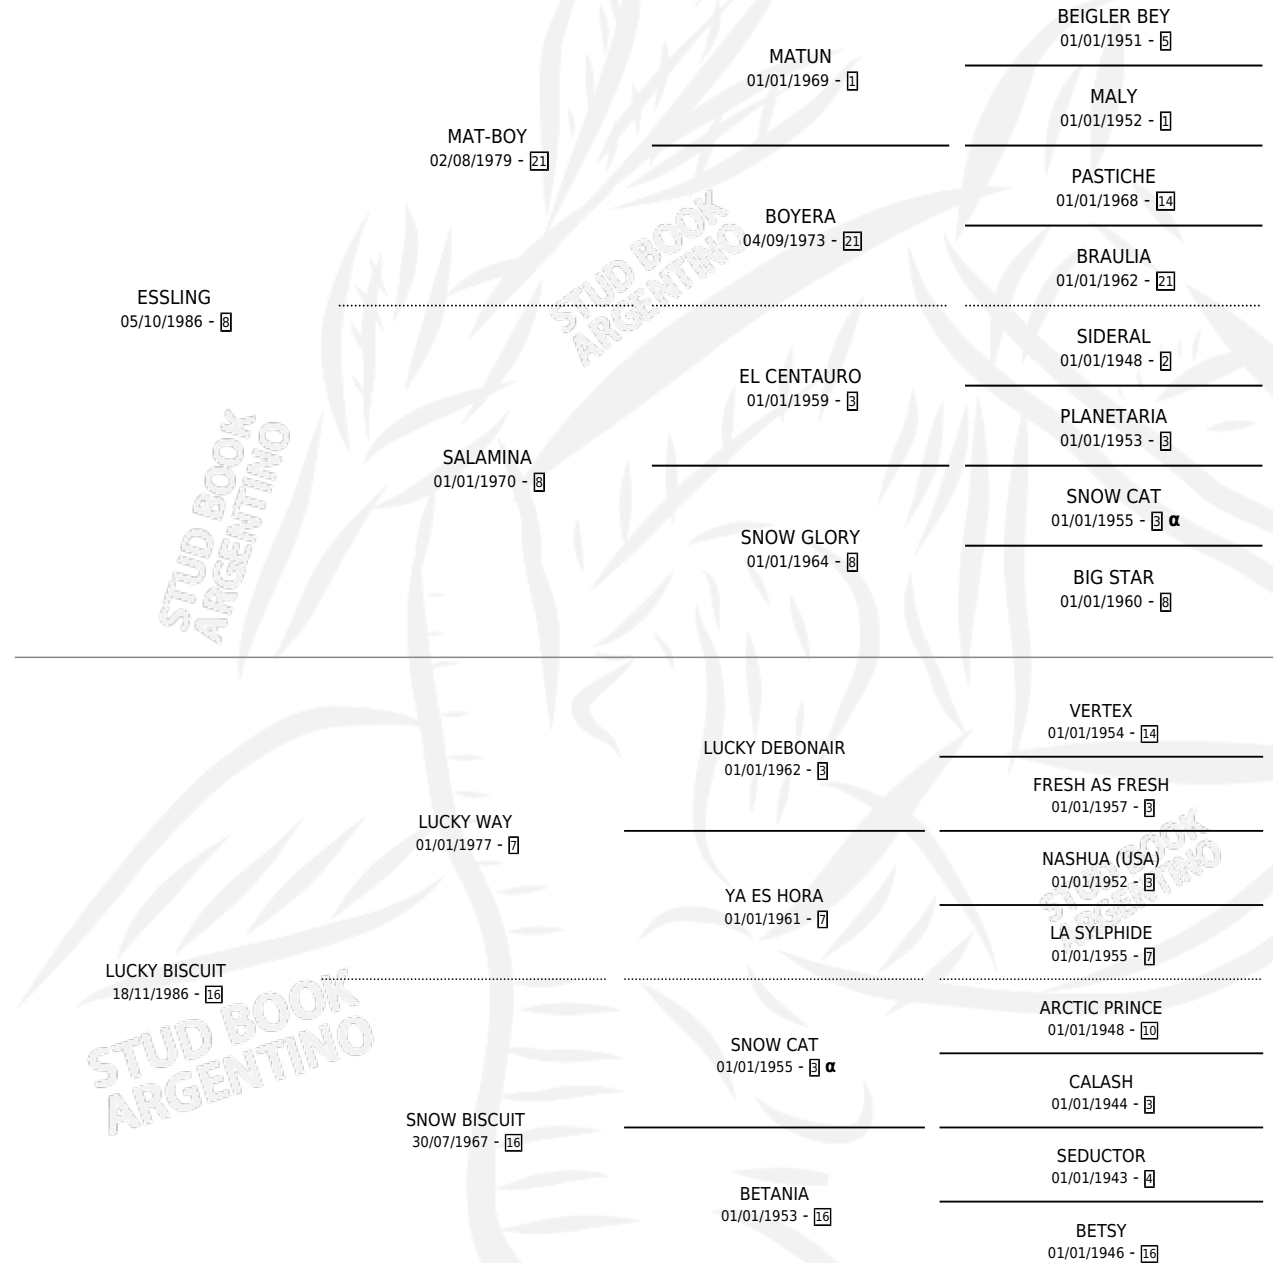 BEIGLER BEY
01/01/1951 - 5
MATUN
01/01/1969 - 1
MALY
01/01/1952 - 1
MAT-BOY
02/08/1979 - 21
PASTICHE
01/01/1968 - 14
BOYERA
04/09/1973 - 21
BRAULIA
01/01/1962 - 21
ESSLING
05/10/1986 - 8
SIDERAL
01/01/1948 - 2
EL CENTAURO
01/01/1959 - 3
PLANETARIA
01/01/1953 - 3
SALAMINA
01/01/1970 - 8
SNOW CAT
01/01/1955 - 3 α
SNOW GLORY
01/01/1964 - 8
BIG STAR
01/01/1960 - 8
VERTEX
01/01/1954 - 14
LUCKY DEBONAIR
01/01/1962 - 3
FRESH AS FRESH
01/01/1957 - 3
LUCKY WAY
01/01/1977 - 7
NASHUA (USA)
01/01/1952 - 3
YA ES HORA
01/01/1961 - 7
LA SYLPHIDE
01/01/1955 - 7
LUCKY BISCUIT
18/11/1986 - 16
ARCTIC PRINCE
01/01/1948 - 10
SNOW CAT
01/01/1955 - 3 α
CALASH
01/01/1944 - 3
SNOW BISCUIT
30/07/1967 - 16
SEDUCTOR
01/01/1943 - 4
BETANIA
01/01/1953 - 16
BETSY
01/01/1946 - 16
STUD BOOK
ARGENTINO
STUD BOOK
ARGENTINO
STUD BOOK
ARGENTINO
STUD BOOK
ARGENTINO